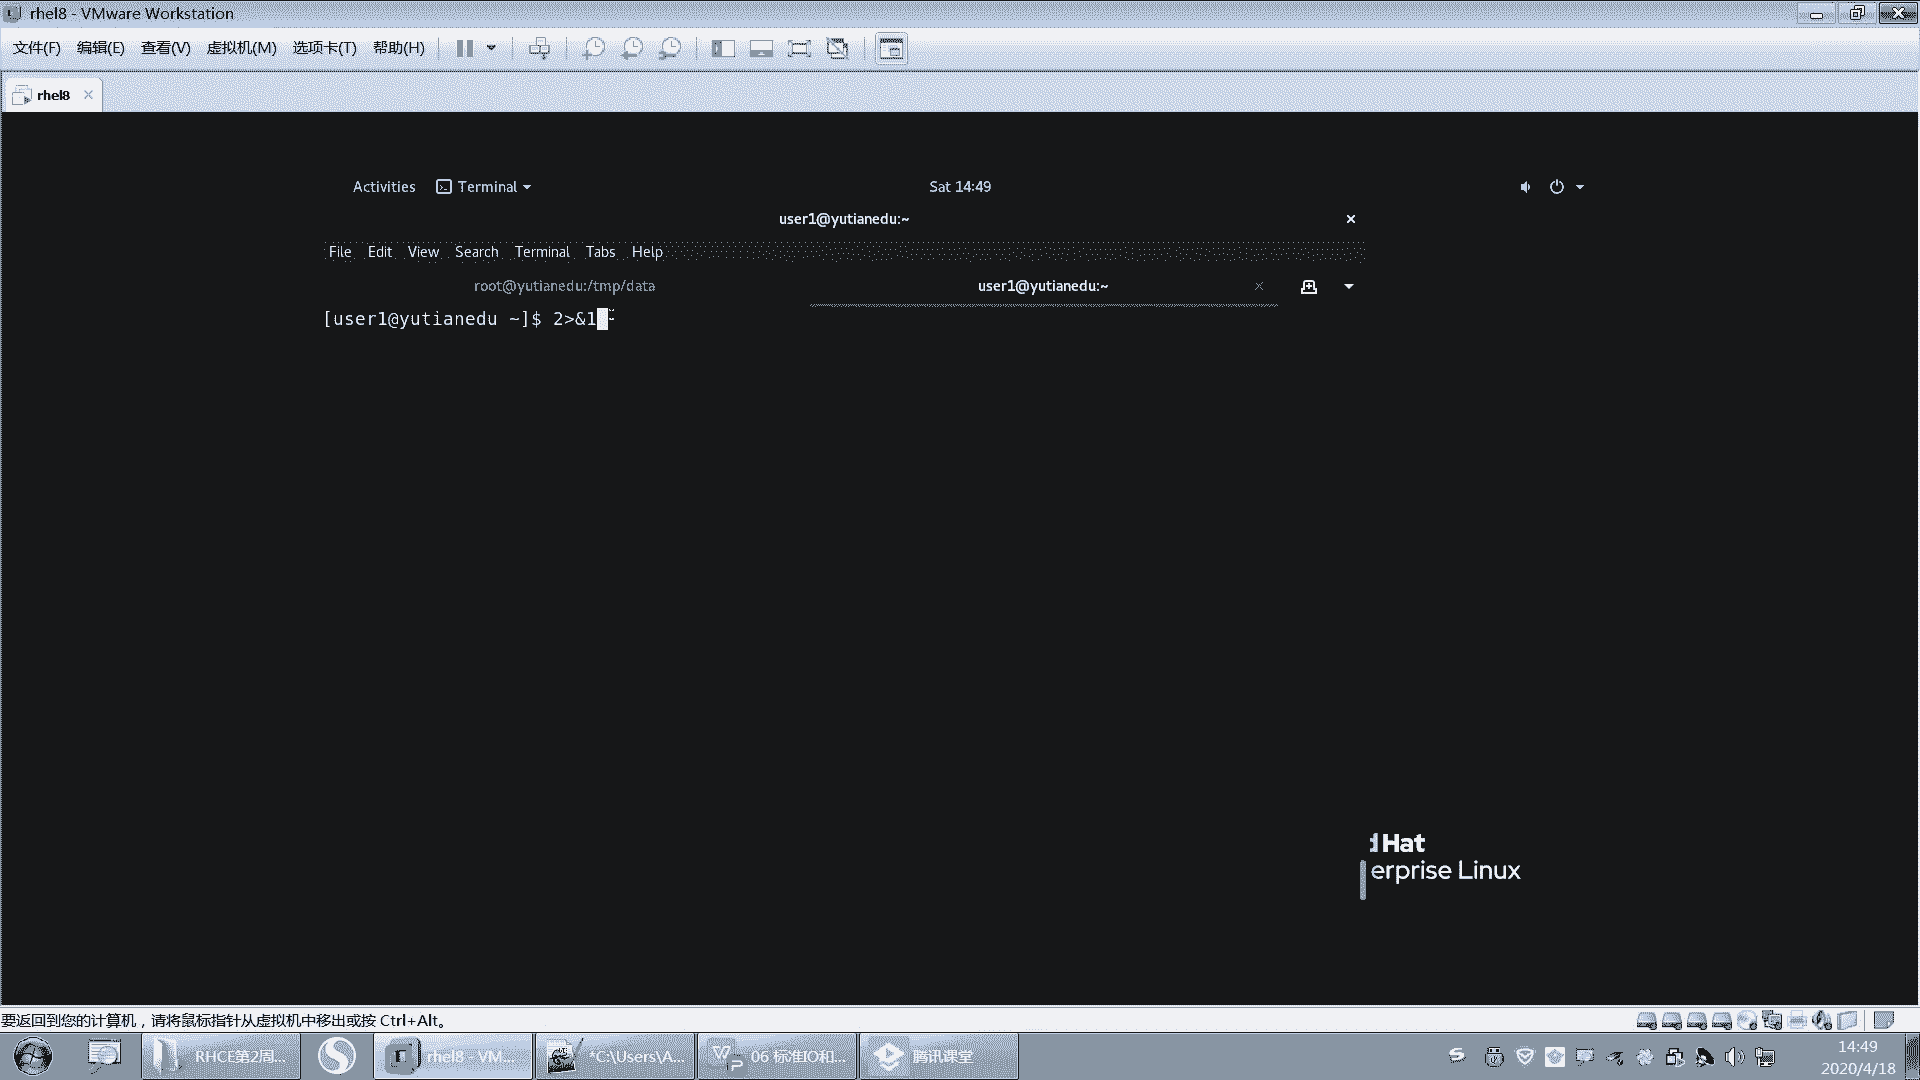 rhel8 - VMware Workstation
文件(F) 编辑(E) 查看(V) 虚拟机(M) 选项卡(T) 帮助(H)
rhel8
Activities Terminal Sat 14:49
user1@yutianedu:~
File Edit View Search Terminal Tabs Help
root@yutianedu:/tmp/data user1@yutianedu:~
[user1@yutianedu ~]$ 2>&1
Hat
erprise Linux
要返回到您的计算机，请将鼠标指针从虚拟机中移出或按 Ctrl+Alt。
RHCE第2周... rhel8 - VM... *C:\Users\A... 06 标准IO和... 腾讯课堂
14:49
2020/4/18